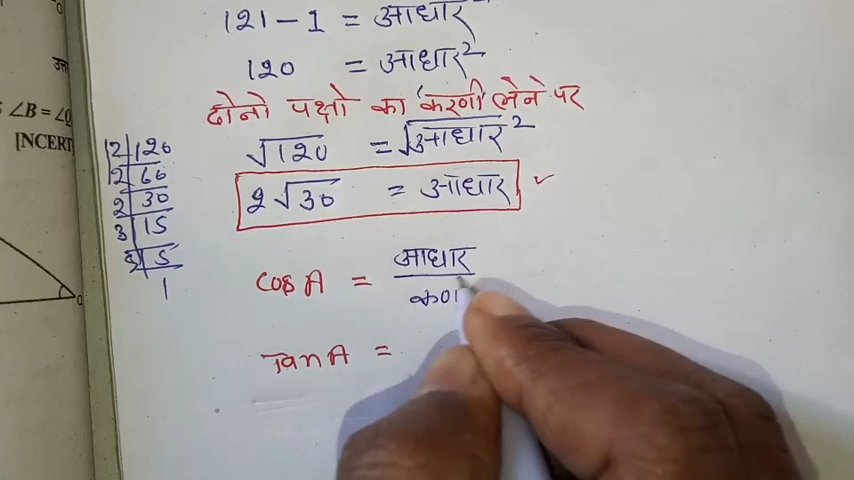 121 - 1 = आधार²
120 = आधार²
दोनो पक्षो का 'करणी' लेने पर
∠B = ∠Q
[NCERT
2 120
2 60
2 30
3 15
5 5
1
√120 = √आधार²
2√30 = आधार ✓
Cos A = आधार / कर्ण
Tan A =